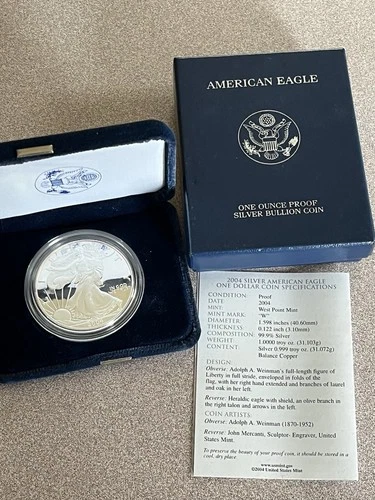 AMERICAN EAGLE
ONE OUNCE PROOF
SILVER BULLION COIN
2004 SILVER AMERICAN EAGLE
ONE DOLLAR COIN SPECIFICATIONS
CONDITION: Proof
DATE: 2004
MINT: West Point Mint
MINT MARK: "W"
DIAMETER: 1.598 inches (40.60mm)
THICKNESS 0.122 inch (3.10mm)
COMPOSITION: 99.9% Silver
WEIGHT: 1.0000 troy oz. (31.103g)
CONTENT: Silver 0.999 troy oz. (31.072g)
Balance Copper
DESIGN:
Obverse: Adolph A. Weinman's full-length figure of
Liberty in full stride, enveloped in folds of the
flag, with her right hand extended and branches of laurel
and oak in her left.
Reverse: Heraldic eagle with shield, an olive branch in
the right talon and arrows in the left.
COIN ARTISTS:
Obverse: Adolph A. Weinman (1870-1952)
Reverse: John Mercanti, Sculptor- Engraver, United
States Mint.
To preserve the beauty of your proof coin, it should be stored in a
cool, dry place
www.usmint.gov
©2004 United States Mint